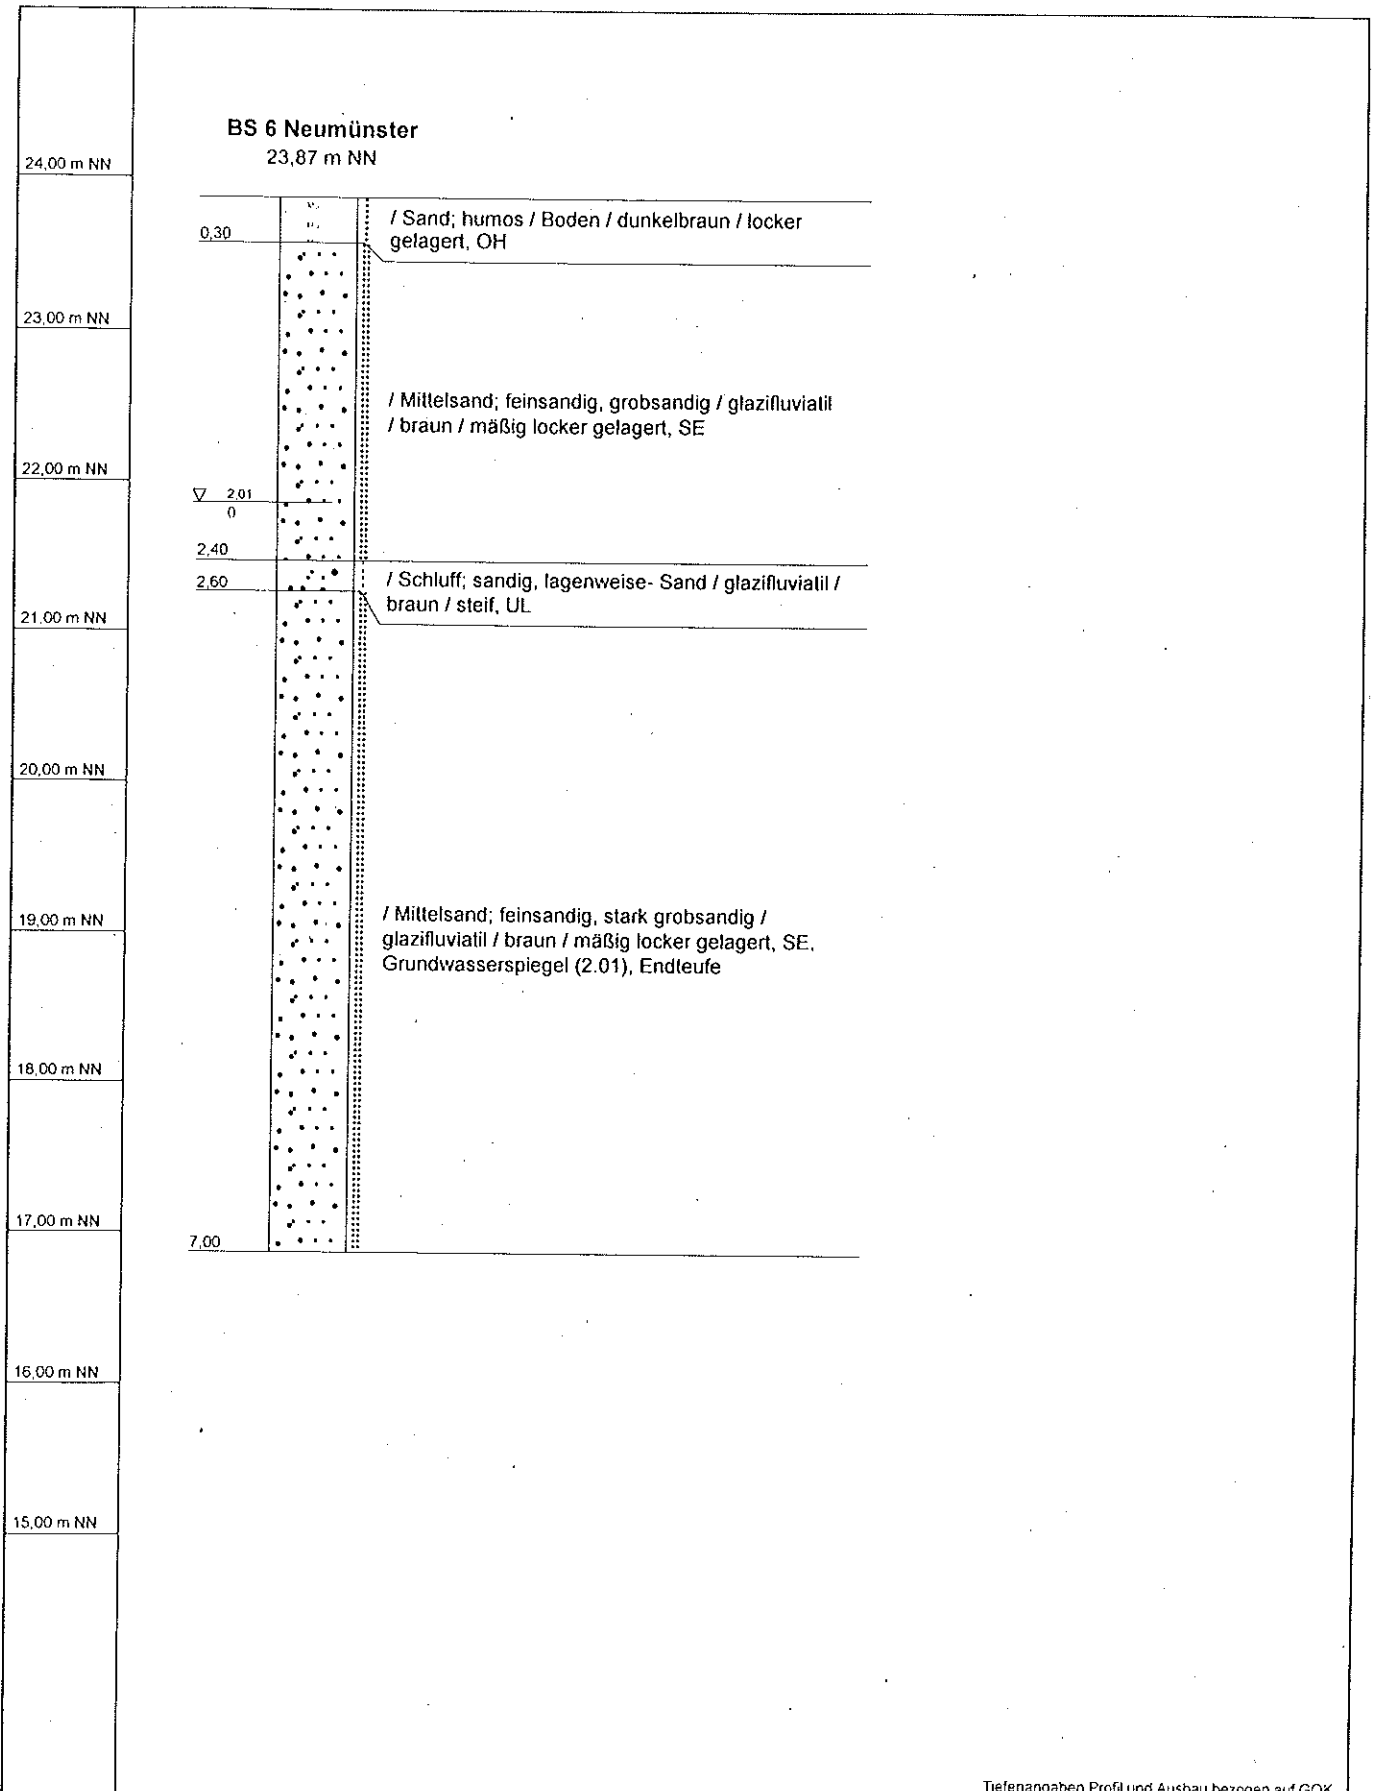 BS 6 Neumünster
23,87 m NN
24,00 m NN
23,00 m NN
22,00 m NN
21,00 m NN
20,00 m NN
19,00 m NN
18,00 m NN
17,00 m NN
16,00 m NN
15,00 m NN
0,30
/ Sand; humos / Boden / dunkelbraun / locker
gelagert, OH
/ Mittelsand; feinsandig, grobsandig / glazifluviatil
/ braun / mäßig locker gelagert, SE
2,01
0
2,40
2,60
/ Schluff; sandig, lagenweise- Sand / glazifluviatil /
braun / steif, UL
/ Mittelsand; feinsandig, stark grobsandig /
glazifluviatil / braun / mäßig locker gelagert, SE,
Grundwasserspiegel (2.01), Endteufe
7,00
Tiefenangaben Profil und Ausbau bezogen auf GOK